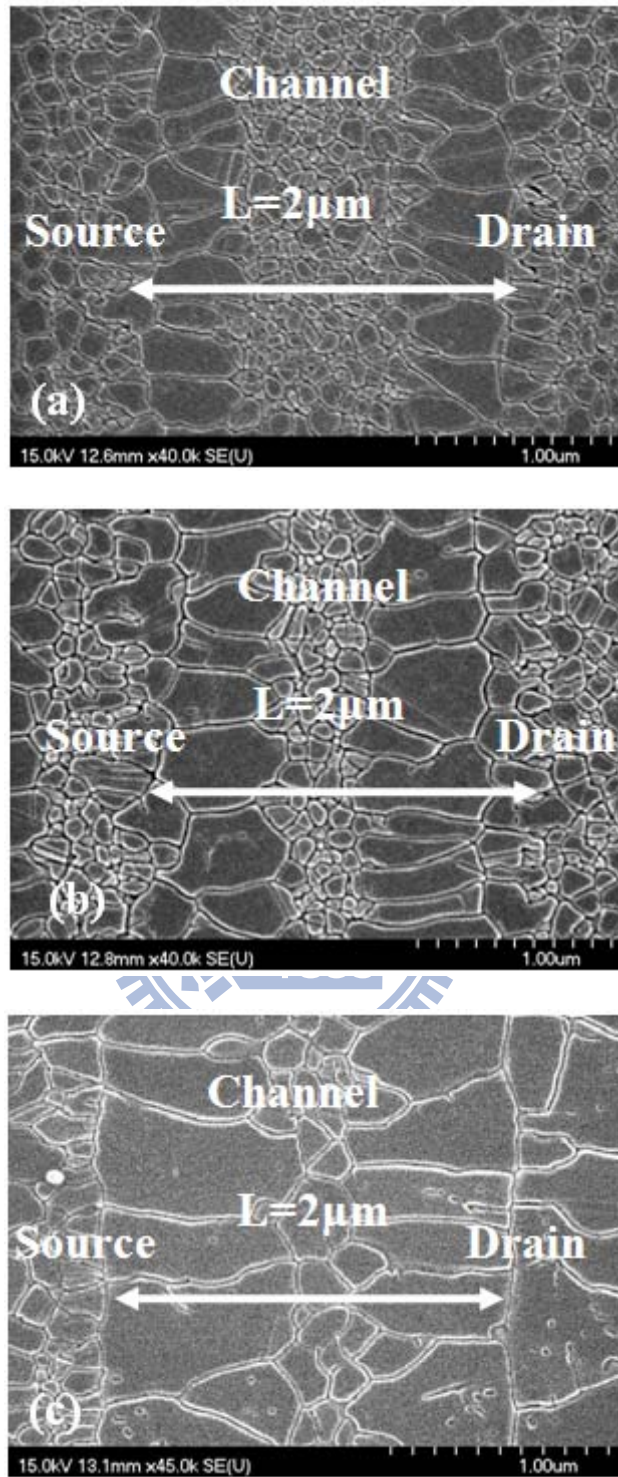 Channel
L=2μm
Source
Drain
(a)
15.0kV 12.6mm x40.0k SE(U)
1.00um
Channel
L=2μm
Source
Drain
(b)
15.0kV 12.8mm x40.0k SE(U)
1.00um
Channel
L=2μm
Source
Drain
(c)
15.0kV 13.1mm x45.0k SE(U)
1.00um